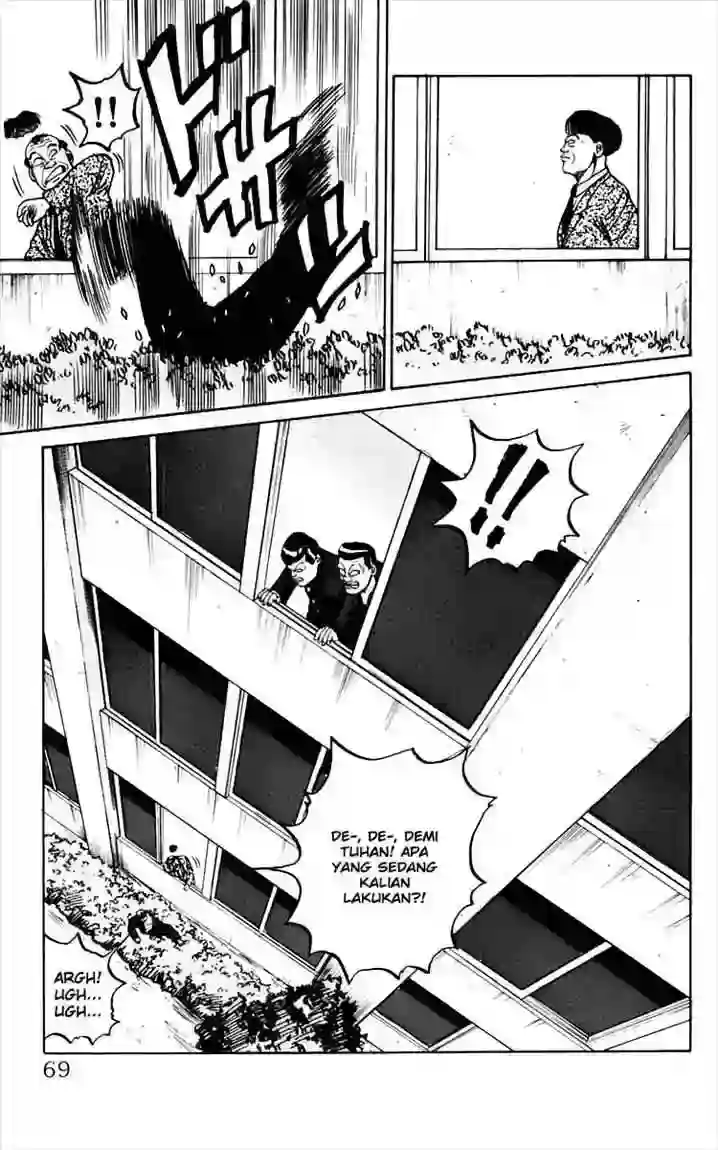 !!
ドサッ
!!
DE-, DE-, DEMI
TUHAN! APA
YANG SEDANG
KALIAN
LAKUKAN?!
ARGH!
UGH...
UGH...
69